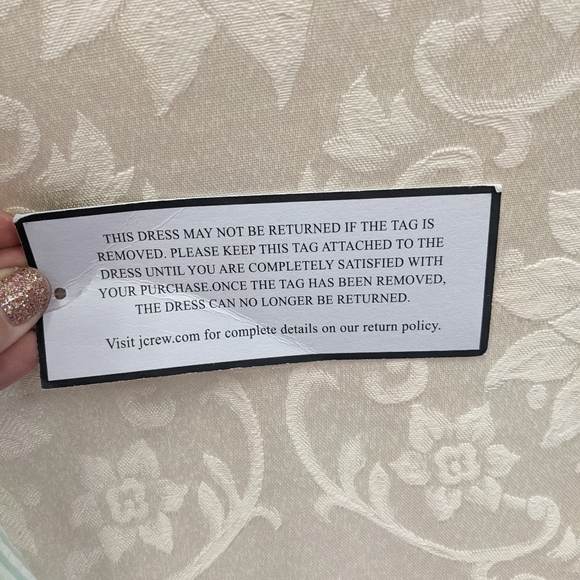 THIS DRESS MAY NOT BE RETURNED IF THE TAG IS
REMOVED. PLEASE KEEP THIS TAG ATTACHED TO THE
DRESS UNTIL YOU ARE COMPLETELY SATISFIED WITH
YOUR PURCHASE.ONCE THE TAG HAS BEEN REMOVED,
THE DRESS CAN NO LONGER BE RETURNED.
Visit jcrew.com for complete details on our return policy.